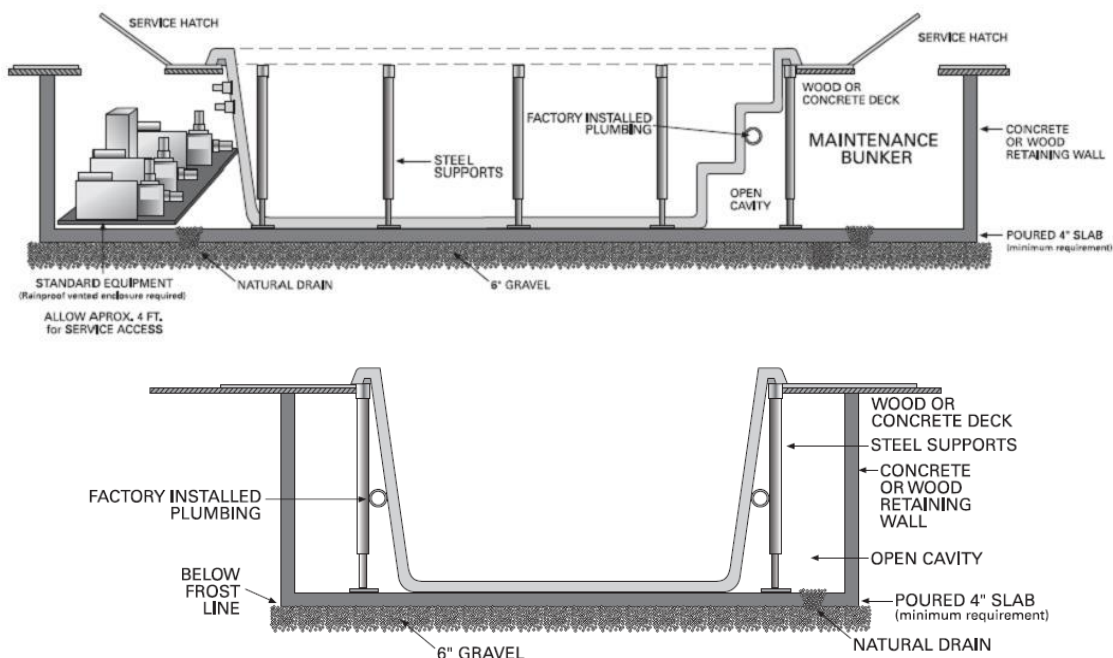 SERVICE HATCH
SERVICE HATCH
WOOD OR
CONCRETE DECK
FACTORY INSTALLED
PLUMBING
MAINTENANCE
BUNKER
CONCRETE
OR WOOD
RETAINING WALL
STEEL
SUPPORTS
OPEN
CAVITY
POURED 4" SLAB
(minimum requirement)
STANDARD EQUIPMENT
(Rainproof vented enclosure required)
NATURAL DRAIN
6" GRAVEL
ALLOW APROX. 4 FT.
for SERVICE ACCESS
WOOD OR
CONCRETE DECK
STEEL SUPPORTS
FACTORY INSTALLED
PLUMBING
CONCRETE
OR WOOD
RETAINING
WALL
OPEN CAVITY
BELOW
FROST
LINE
POURED 4" SLAB
(minimum requirement)
NATURAL DRAIN
6" GRAVEL